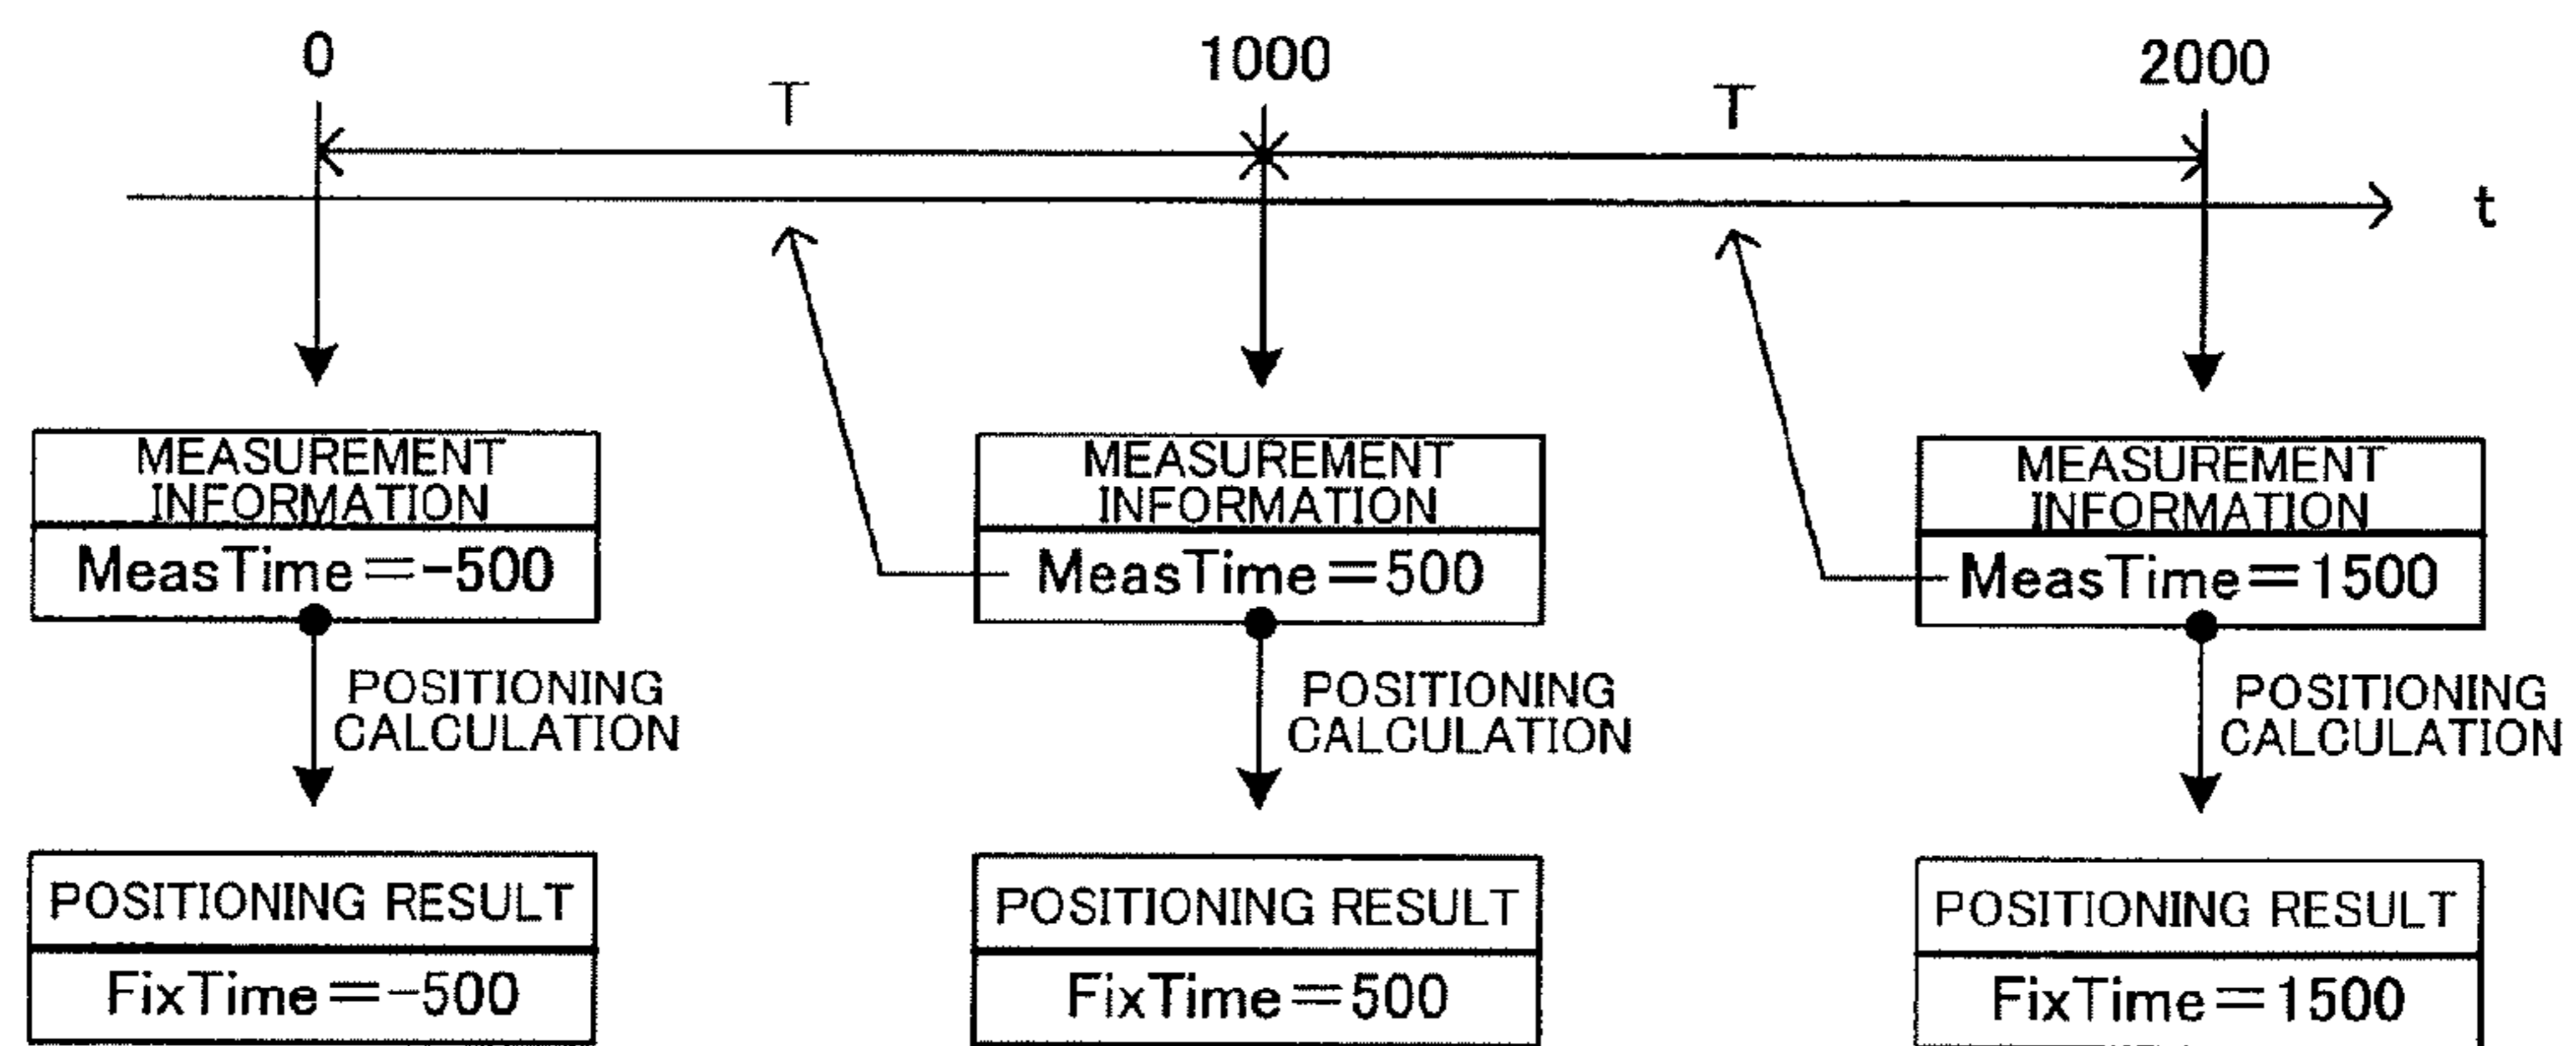 0
1000
2000
T
T
t
MEASUREMENT
INFORMATION
MeasTime=-500
MEASUREMENT
INFORMATION
MeasTime=500
MEASUREMENT
INFORMATION
MeasTime=1500
POSITIONING
CALCULATION
POSITIONING
CALCULATION
POSITIONING
CALCULATION
POSITIONING RESULT
FixTime=-500
POSITIONING RESULT
FixTime=500
POSITIONING RESULT
FixTime=1500